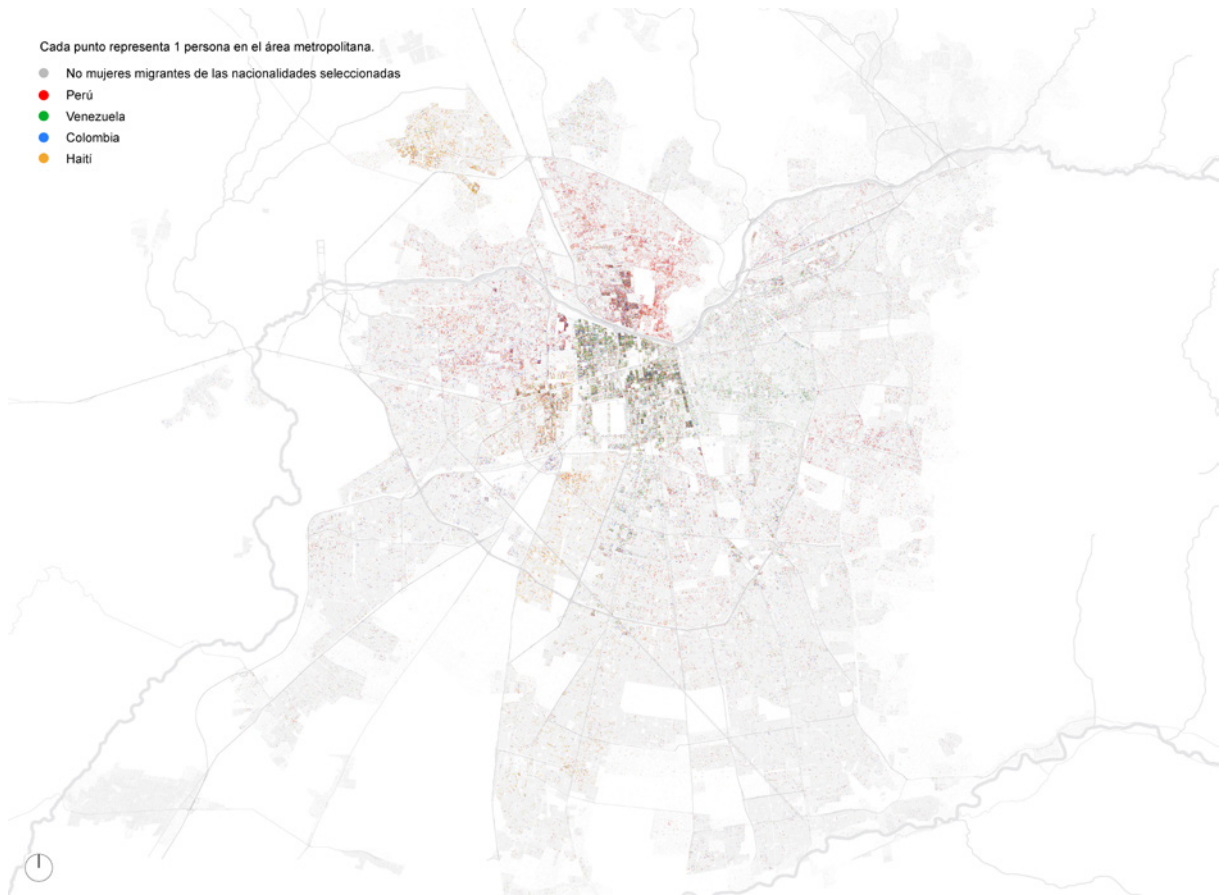 Cada punto representa 1 persona en el área metropolitana.
No mujeres migrantes de las nacionalidades seleccionadas
Perú
Venezuela
Colombia
Haití